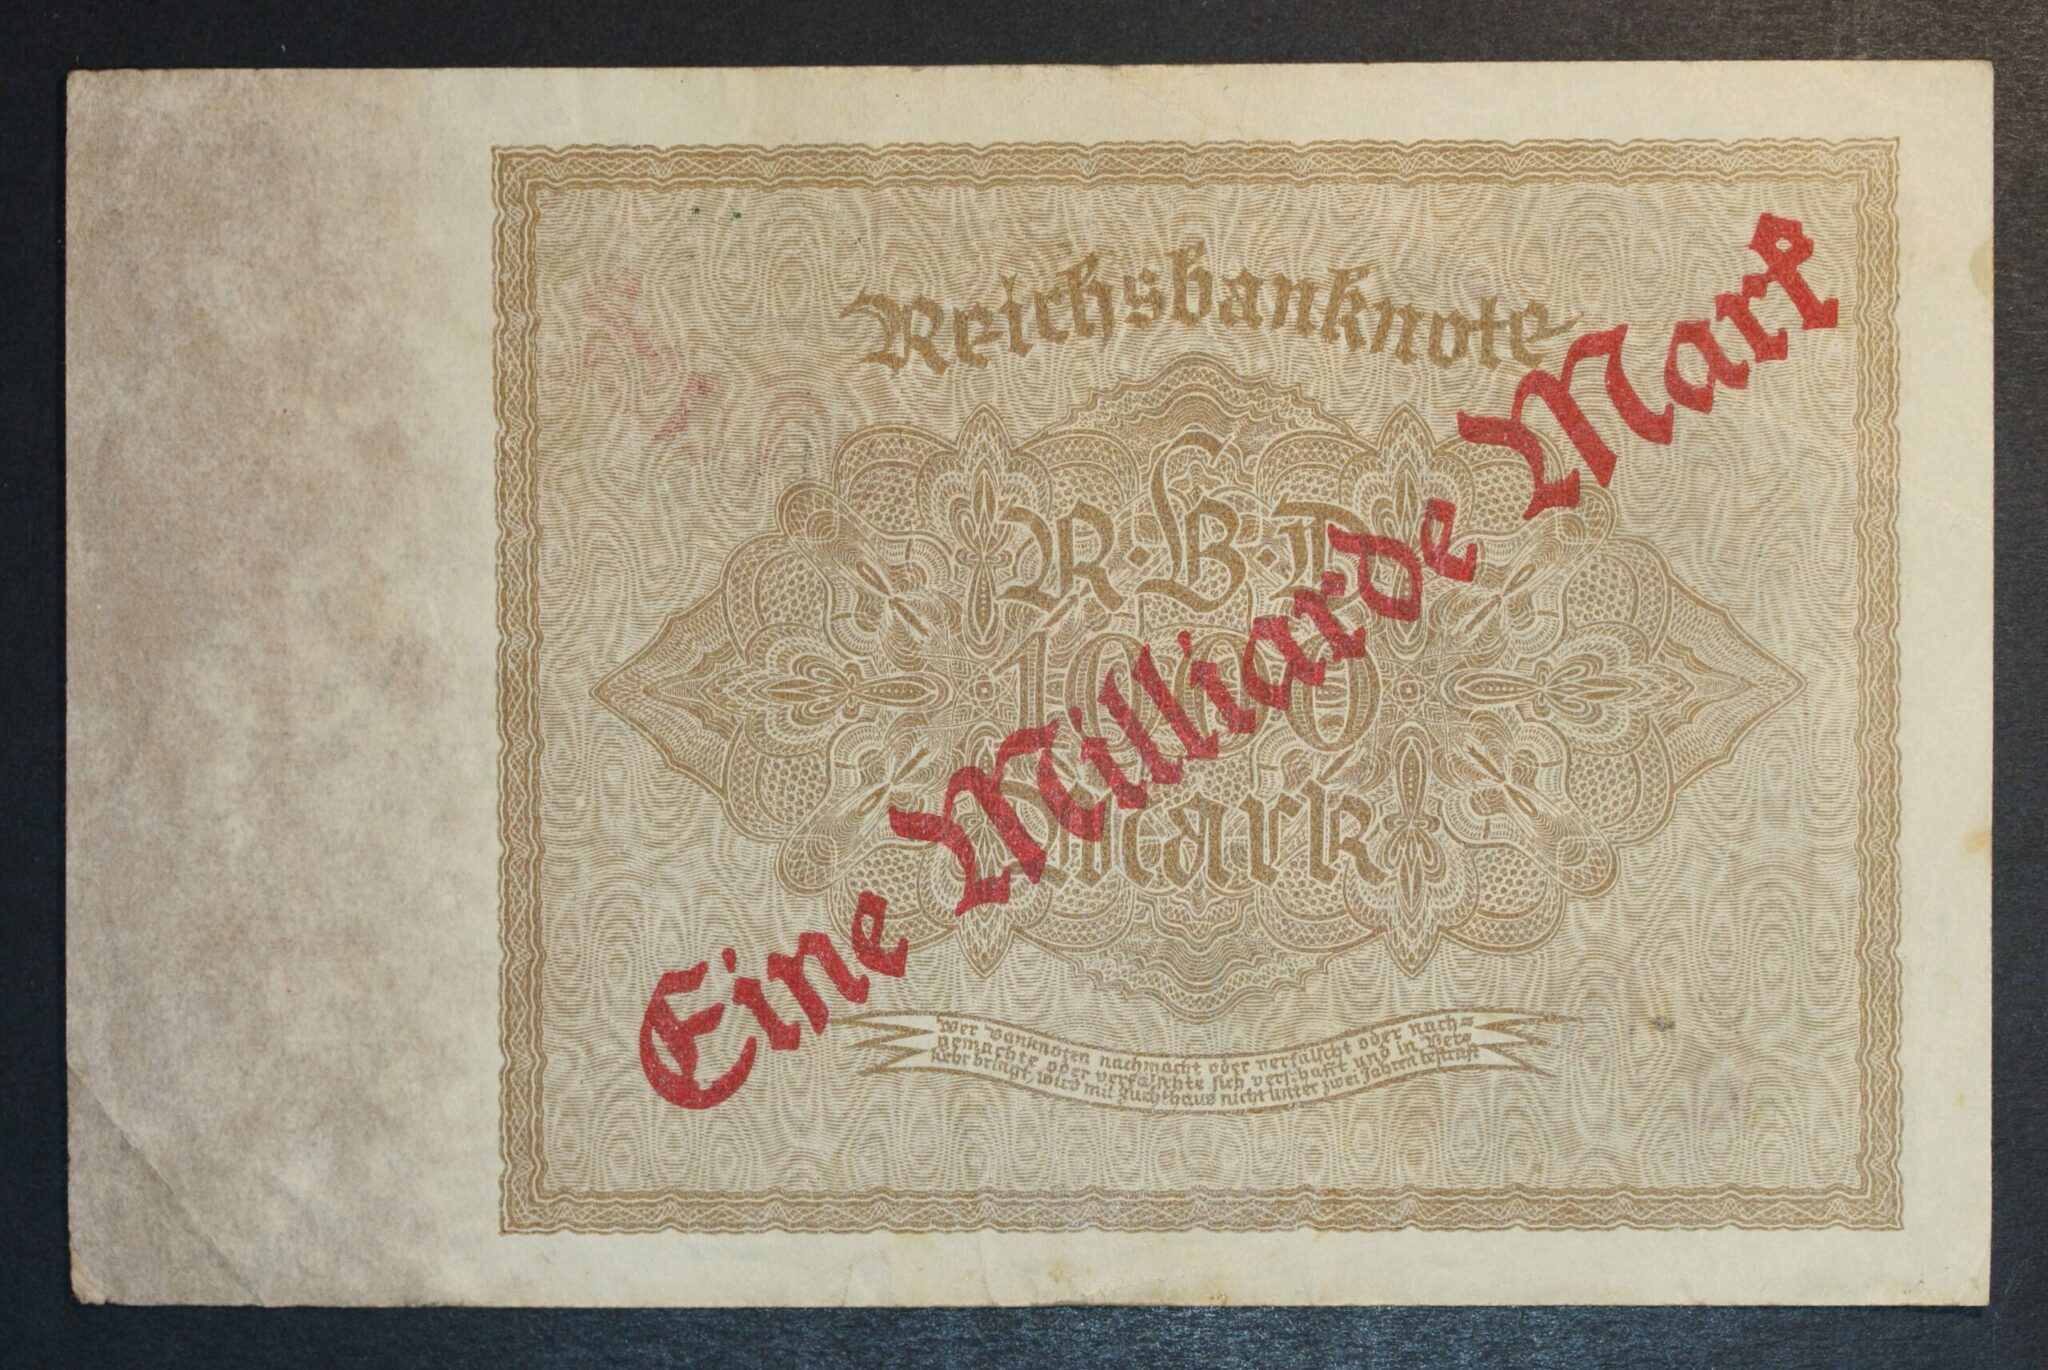 Reichsbanknote
R·B·D
1000
Mark
Eine Milliarde Mark
Wer Banknoten nachmacht oder verfälscht oder nach=
gemachte oder verfälschte sich verschafft und in Ver=
kehr bringt, wird mit Zuchthaus nicht unter zwei Jahren bestraft